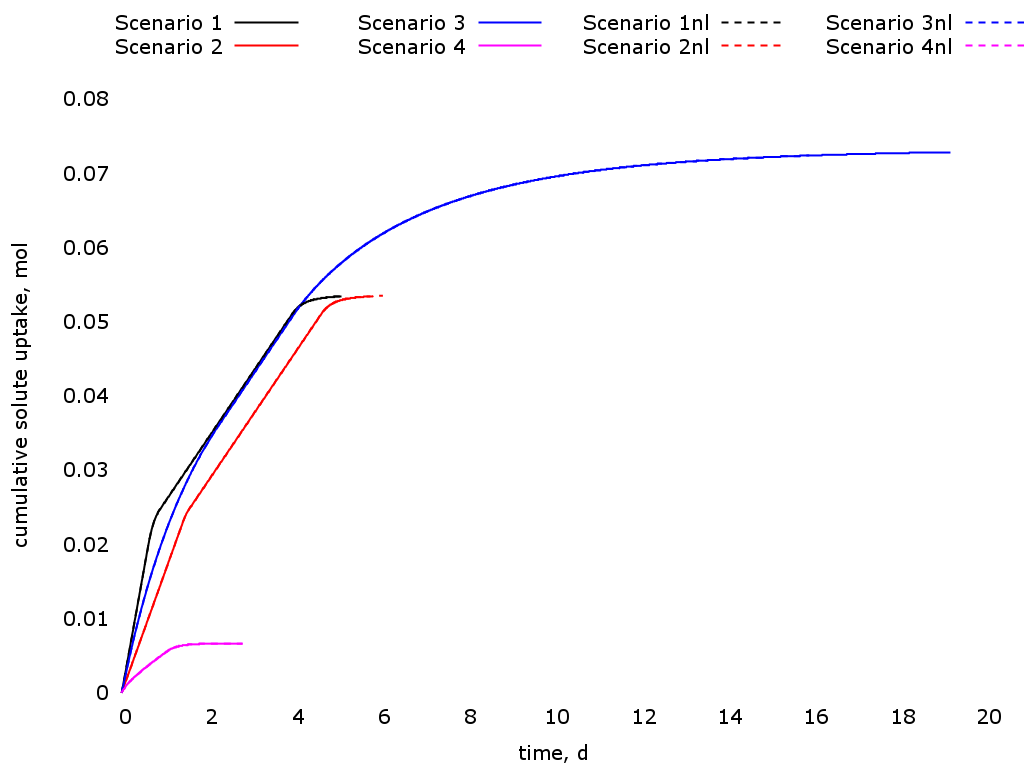 Scenario 1 Scenario 3 Scenario 1nl Scenario 3nl
Scenario 2 Scenario 4 Scenario 2nl Scenario 4nl
0.08
0.07
0.06
0.05
0.04
0.03
0.02
0.01
0
cumulative solute uptake, mol
0 2 4 6 8 10 12 14 16 18 20
time, d